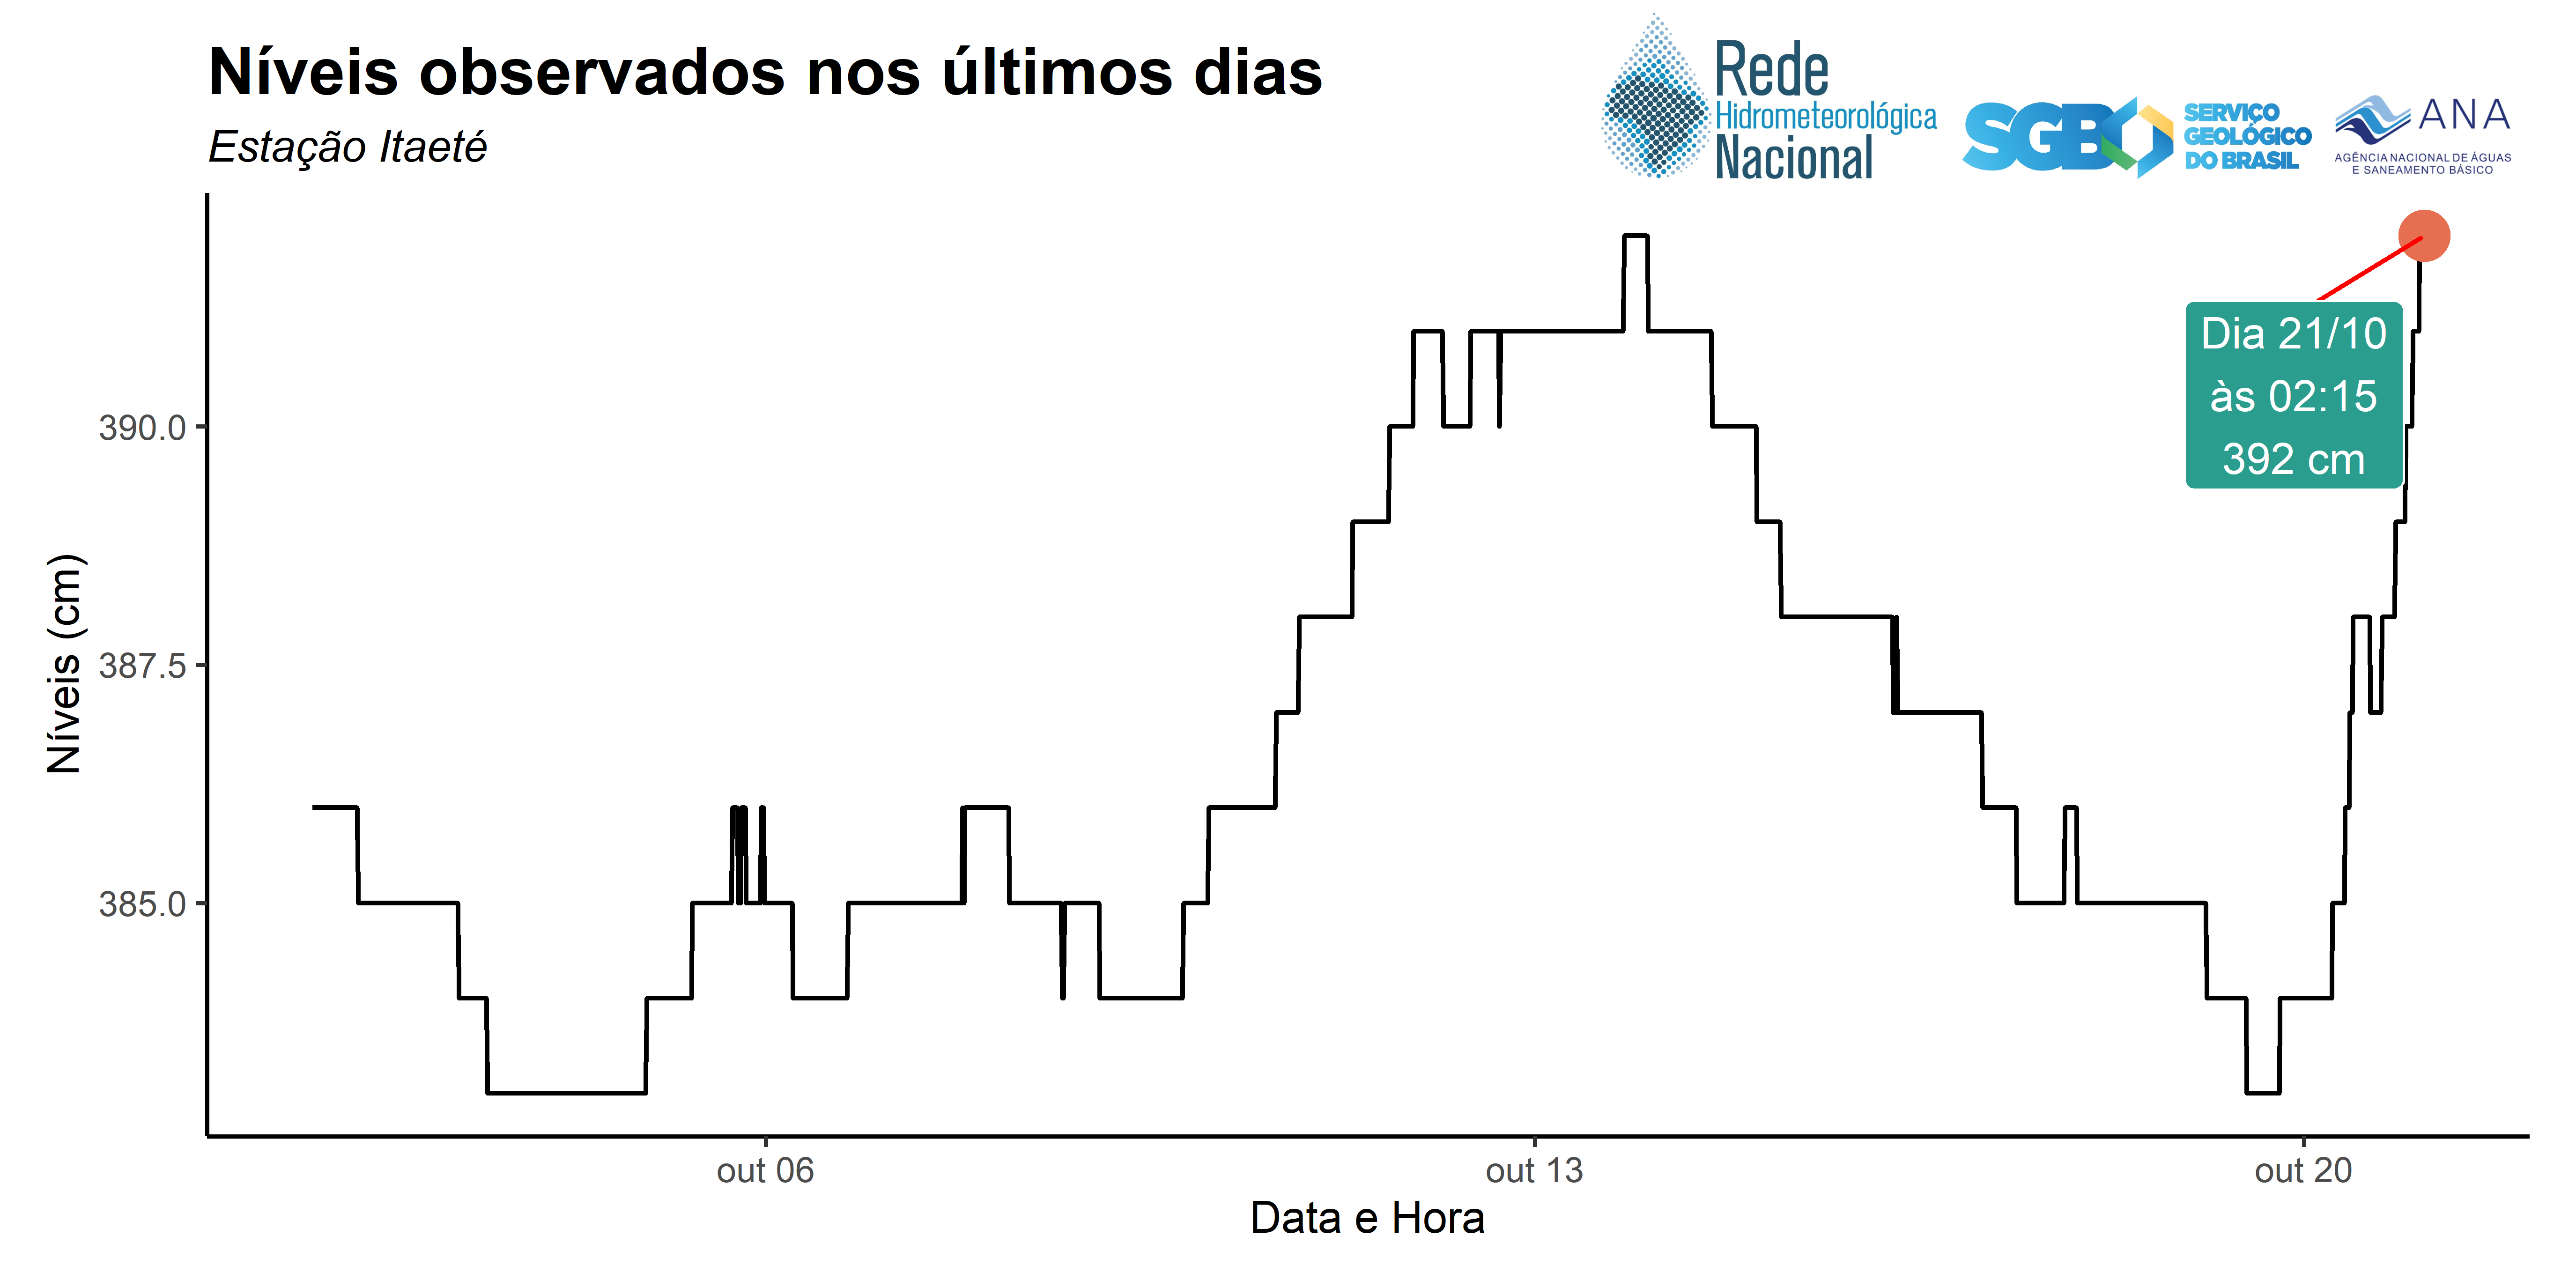 Níveis observados nos últimos dias
Estação Itaeté
Rede
Hidrometeorológica
Nacional
SGB
SERVIÇO
GEOLÓGICO
DO BRASIL
ANA
AGÊNCIA NACIONAL DE ÁGUAS
E SANEAMENTO BÁSICO
Dia 21/10
às 02:15
392 cm
Níveis (cm)
390.0
387.5
385.0
out 06
out 13
out 20
Data e Hora